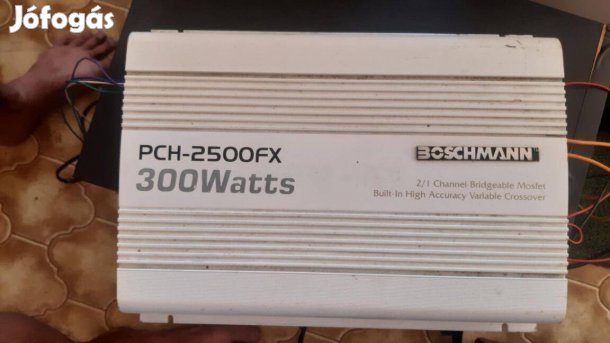 Jófogás
PCH-2500FX
300Watts
BOSCHMANN
2/1 Channel Bridgeable Mosfet
Built-In High Accuracy Variable Crossover